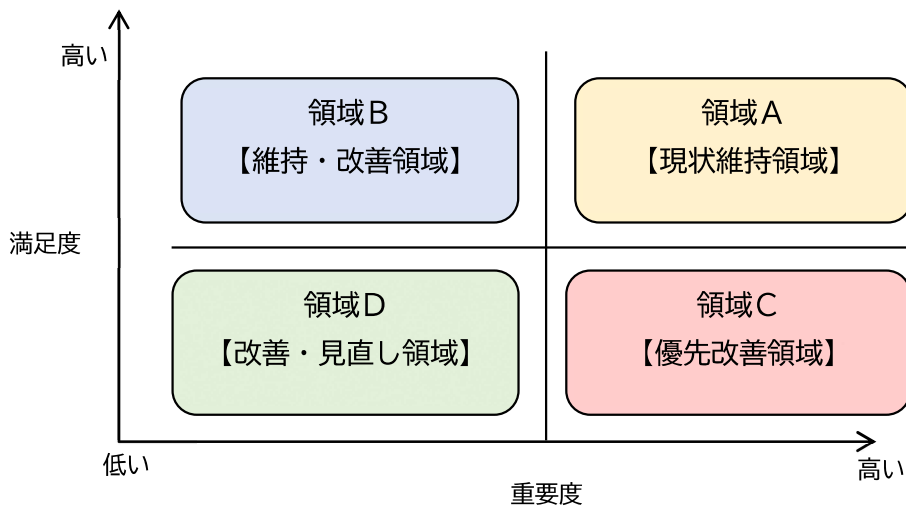 高い
領域B
【維持・改善領域】
領域A
【現状維持領域】
満足度
領域D
【改善・見直し領域】
領域C
【優先改善領域】
低い
高い
重要度